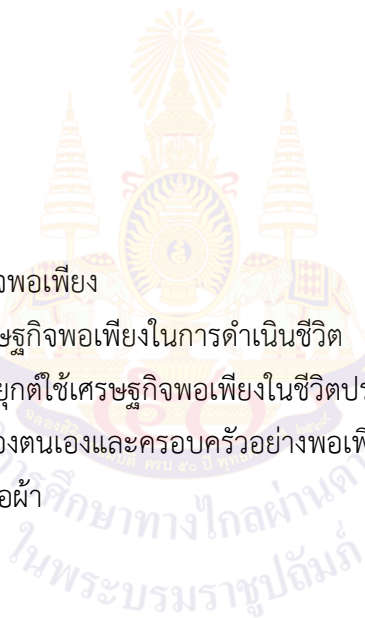 จพอเพียง
ษฐกิจพอเพียงในการดำเนินชีวิต
ยุกต์ใช้เศรษฐกิจพอเพียงในชีวิตปร
องตนเองและครอบครัวอย่างพอเพี
อผ้า
รศึกษาทางไกลผ่านดา
ในพระบรมราชูปถัมภ์